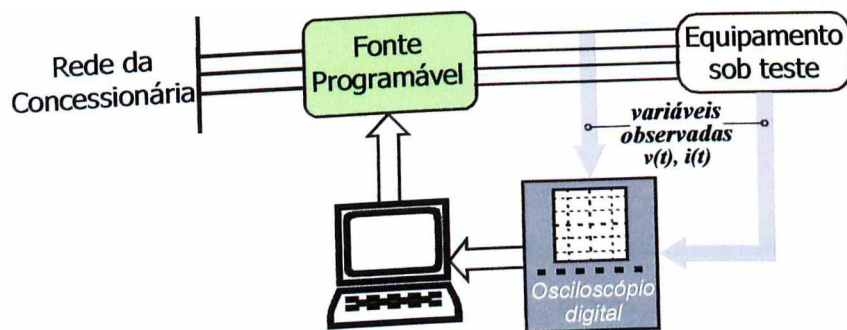 Rede da
Concessionária
Fonte
Programável
Equipamento
sob teste
variáveis
observadas
v(t), i(t)
Osciloscópio
digital